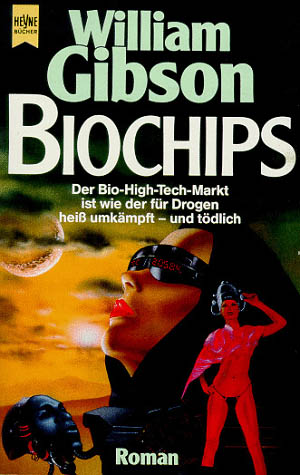 HEYNE
BÜCHER
William
Gibson
BIOCHIPS
Der Bio-High-Tech-Markt
ist wie der für Drogen
heiß umkämpft – und tödlich
Roman